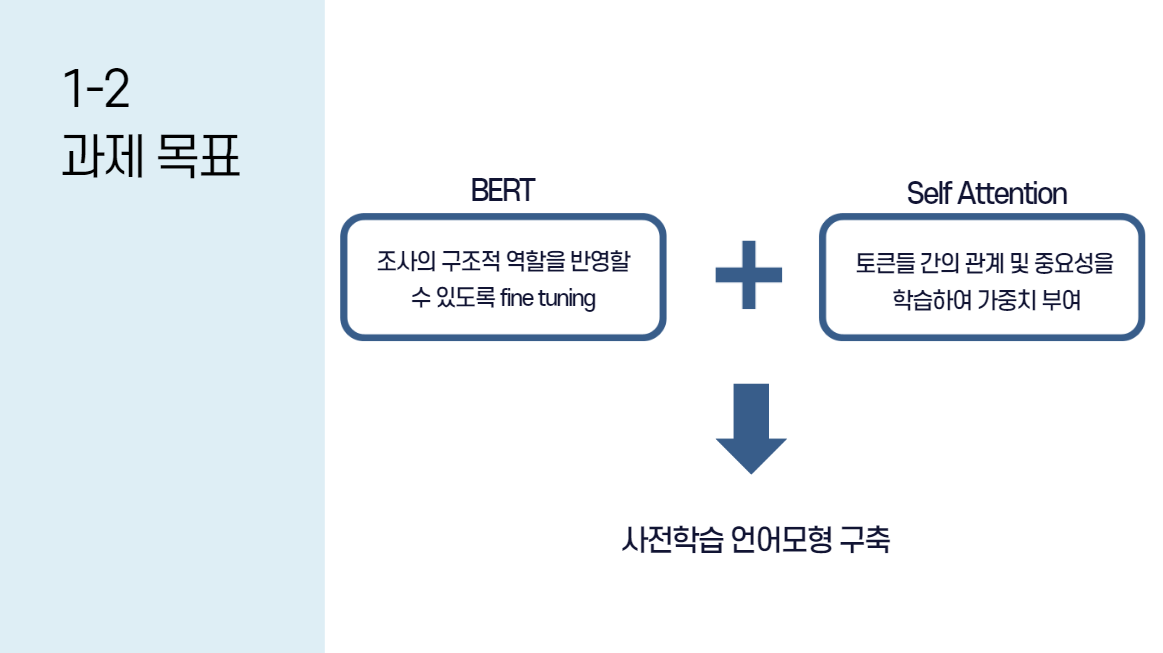 1-2
과제 목표
BERT
조사의 구조적 역할을 반영할
수 있도록 fine tuning
Self Attention
토큰들 간의 관계 및 중요성을
학습하여 가중치 부여
사전학습 언어모형 구축